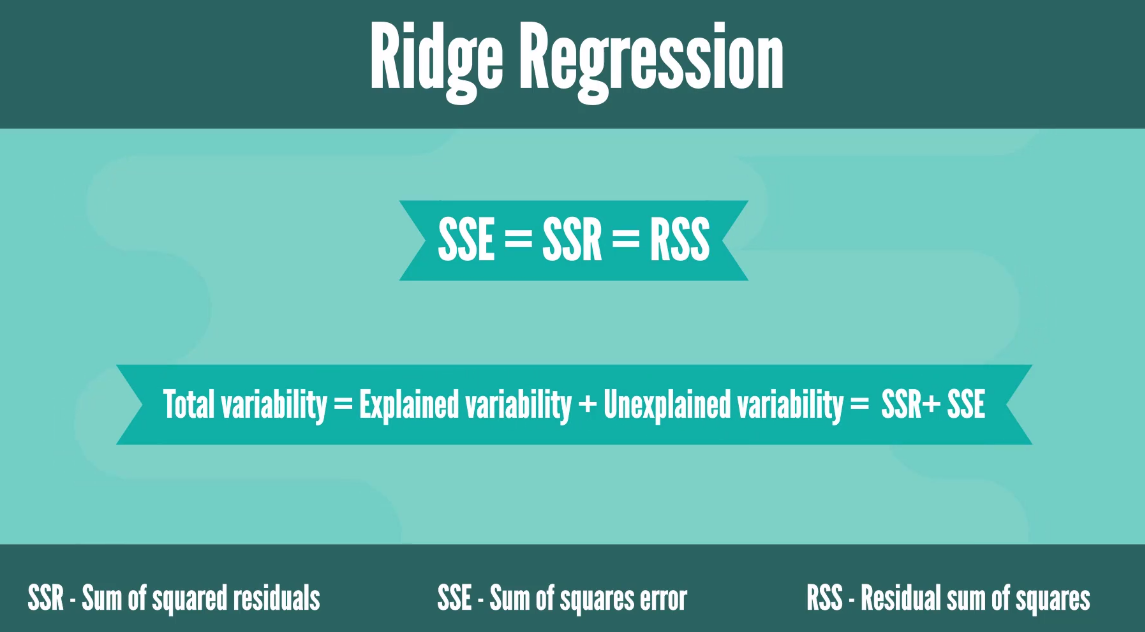 Ridge Regression
SSE = SSR = RSS
Total variability = Explained variability + Unexplained variability = SSR+ SSE
SSR - Sum of squared residuals
SSE - Sum of squares error
RSS - Residual sum of squares